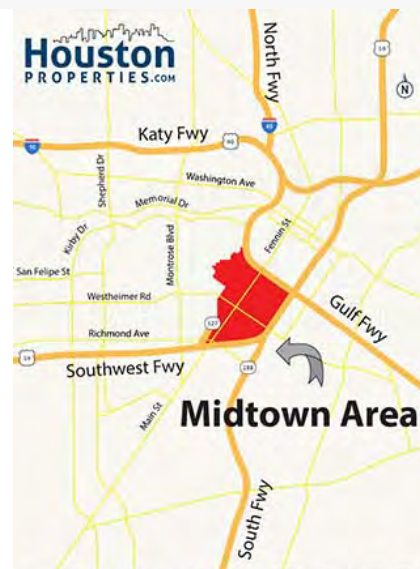 Houston
PROPERTIES.COM
North Fwy
59
N
45
Katy Fwy
90
10
Shepherd Dr
Washington Ave
Memorial Dr
Kirby Dr
Montrose Blvd
Fennin St
San Felipe St
Westheimer Rd
527
Gulf Fwy
Richmond Ave
59
Southwest Fwy
288
Main St
Midtown Area
South Fwy